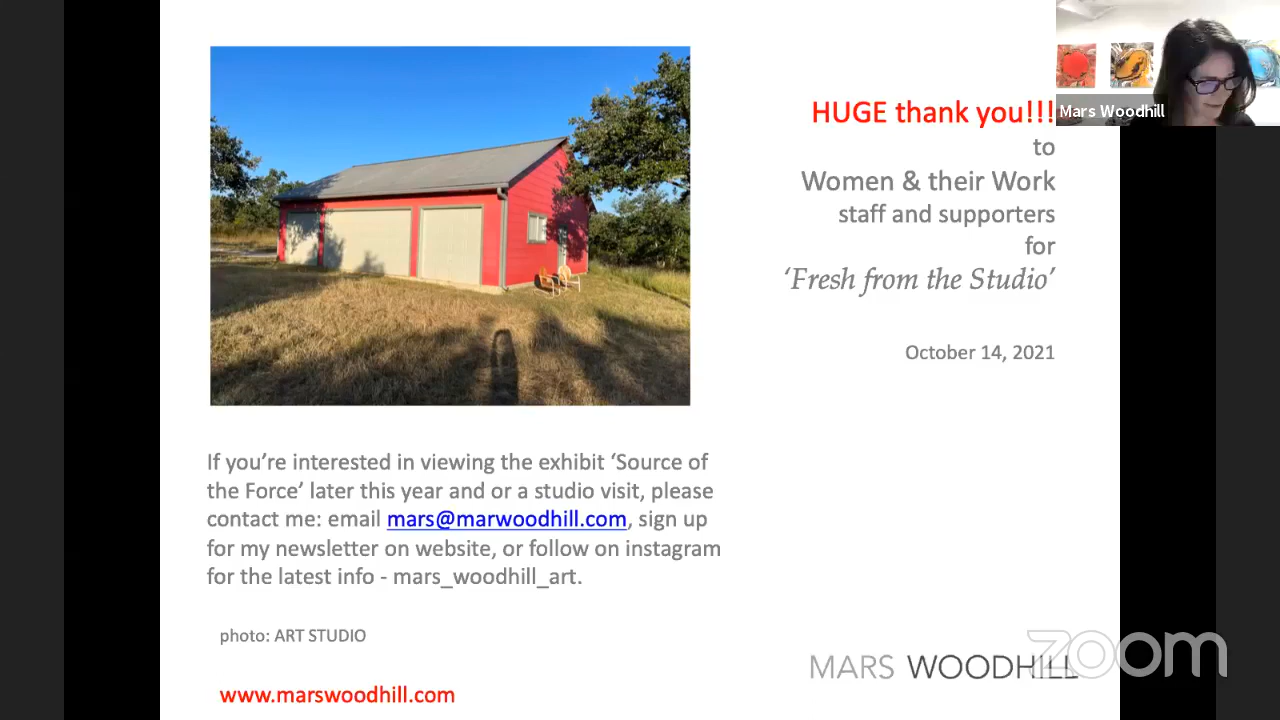 HUGE thank you!!!
to
Women & their Work
staff and supporters
for
‘Fresh from the Studio’
October 14, 2021
Mars Woodhill
If you’re interested in viewing the exhibit ‘Source of
the Force’ later this year and or a studio visit, please
contact me: email mars@marwoodhill.com, sign up
for my newsletter on website, or follow on instagram
for the latest info - mars_woodhill_art.
photo: ART STUDIO
www.marswoodhill.com
MARS WOODHILL
zoom